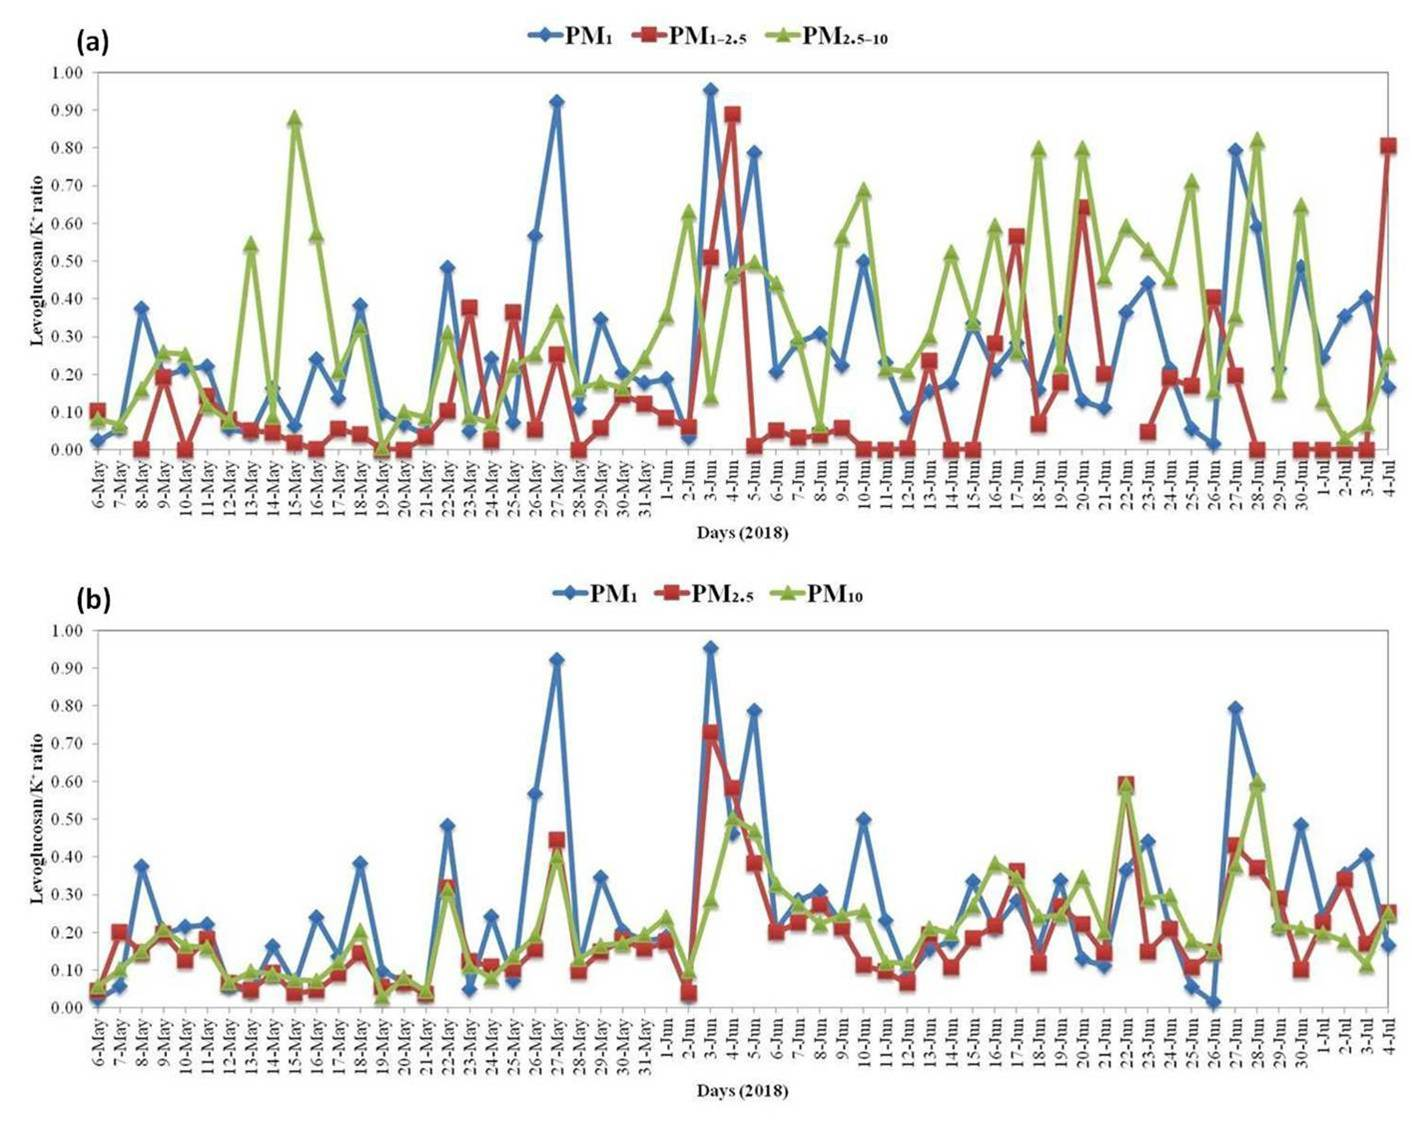 (a)
PM₁ PM₁₋₂.₅ PM₂.₅₋₁₀
1.00
0.90
0.80
0.70
0.60
0.50
0.40
0.30
0.20
0.10
0.00
Levoglucosan/K⁺ ratio
6-May 7-May 8-May 9-May 10-May 11-May 12-May 13-May 14-May 15-May 16-May 17-May 18-May 19-May 20-May 21-May 22-May 23-May 24-May 25-May 26-May 27-May 28-May 29-May 30-May 31-May 1-Jun 2-Jun 3-Jun 4-Jun 5-Jun 6-Jun 7-Jun 8-Jun 9-Jun 10-Jun 11-Jun 12-Jun 13-Jun 14-Jun 15-Jun 16-Jun 17-Jun 18-Jun 19-Jun 20-Jun 21-Jun 22-Jun 23-Jun 24-Jun 25-Jun 26-Jun 27-Jun 28-Jun 29-Jun 30-Jun 1-Jul 2-Jul 3-Jul 4-Jul
Days (2018)
(b)
PM₁ PM₂.₅ PM₁₀
1.00
0.90
0.80
0.70
0.60
0.50
0.40
0.30
0.20
0.10
0.00
Levoglucosan/K⁺ ratio
6-May 7-May 8-May 9-May 10-May 11-May 12-May 13-May 14-May 15-May 16-May 17-May 18-May 19-May 20-May 21-May 22-May 23-May 24-May 25-May 26-May 27-May 28-May 29-May 30-May 31-May 1-Jun 2-Jun 3-Jun 4-Jun 5-Jun 6-Jun 7-Jun 8-Jun 9-Jun 10-Jun 11-Jun 12-Jun 13-Jun 14-Jun 15-Jun 16-Jun 17-Jun 18-Jun 19-Jun 20-Jun 21-Jun 22-Jun 23-Jun 24-Jun 25-Jun 26-Jun 27-Jun 28-Jun 29-Jun 30-Jun 1-Jul 2-Jul 3-Jul 4-Jul
Days (2018)